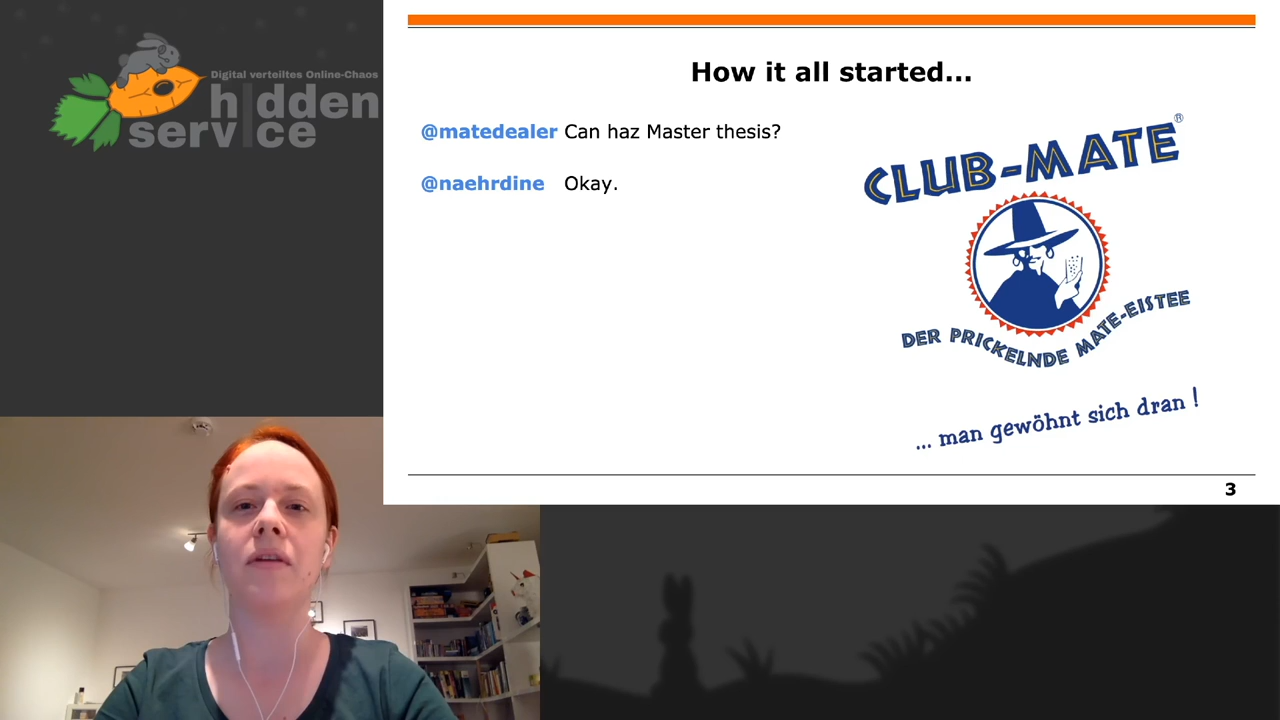 Digital verteiltes Online-Chaos
hidden
service
How it all started...
@matedealer Can haz Master thesis?
@naehrdine Okay.
CLUB-MATE®
DER PRICKELNDE MATE-EISTEE
... man gewöhnt sich dran !
3